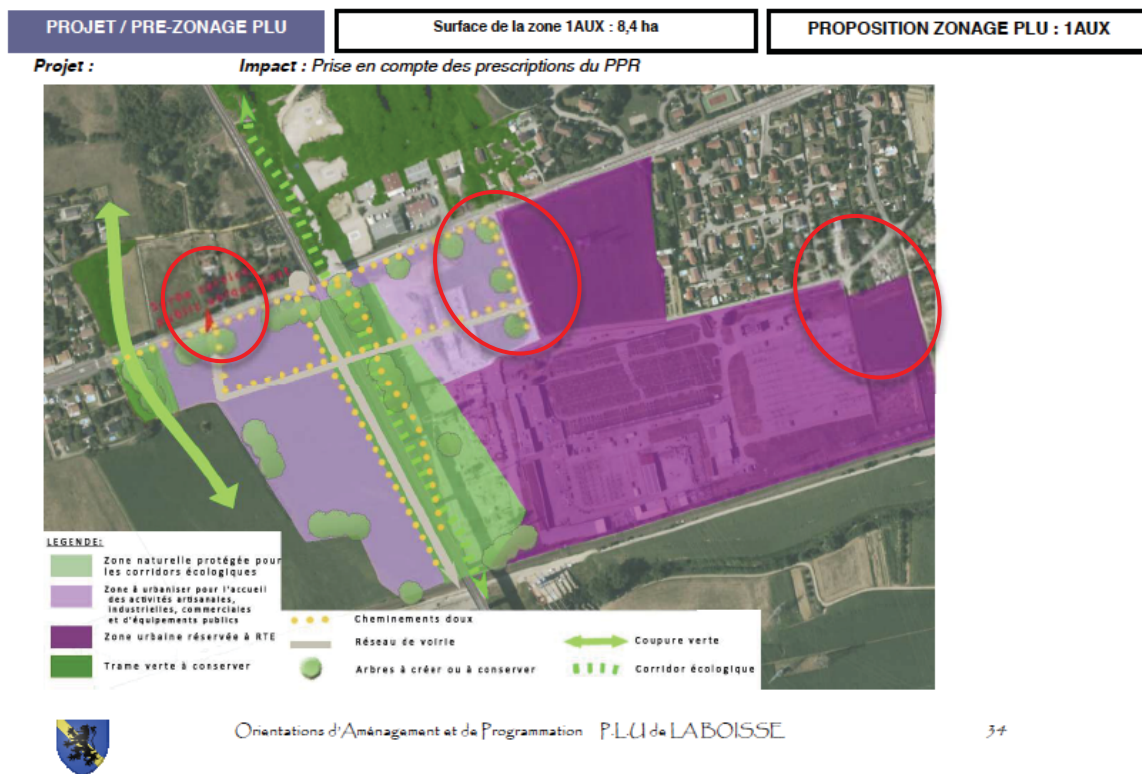 PROJET / PRE-ZONAGE PLU
Surface de la zone 1AUX : 8,4 ha
PROPOSITION ZONAGE PLU : 1AUX
Projet :
Impact : Prise en compte des prescriptions du PPR
LEGENDE:
Zone naturelle protégée pour
les corridors écologiques
Zone à urbaniser pour l'accueil
des activités artisanales,
industrielles, commerciales
et d'équipements publics
Zone urbaine réservée à RTE
Trame verte à conserver
Cheminements doux
Réseau de voirie
Arbres à créer ou à conserver
Coupure verte
Corridor écologique
Orientations d'Aménagement et de Programmation P.L.U de LA BOISSE
34